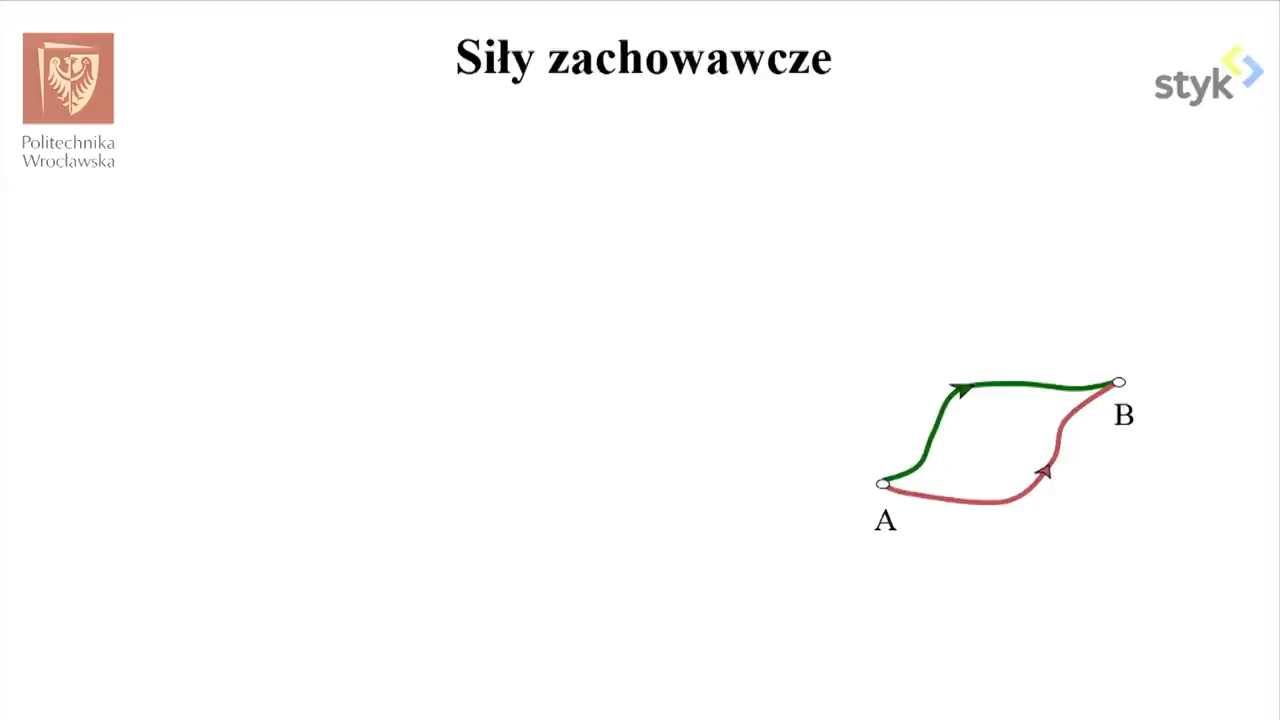 Siły zachowawcze
styk
Politechnika
Wrocławska
B
A